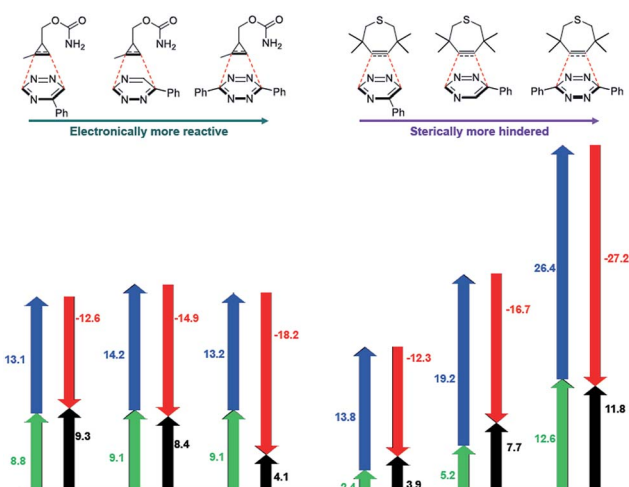 O O O O O O
NH₂ NH₂ NH₂
S S S
N=N N N=N N=N N=N N=N
Ph Ph Ph Ph Ph Ph
N N-N N-N N N N-N
Ph Ph
Electronically more reactive
Sterically more hindered
26.4 -27.2
-12.6 -14.9 -18.2 -16.7
13.1 14.2 13.2 19.2
-12.3
13.8
9.3 8.4 11.8
8.8 9.1 9.1 12.6
4.1 7.7
5.2
3.9